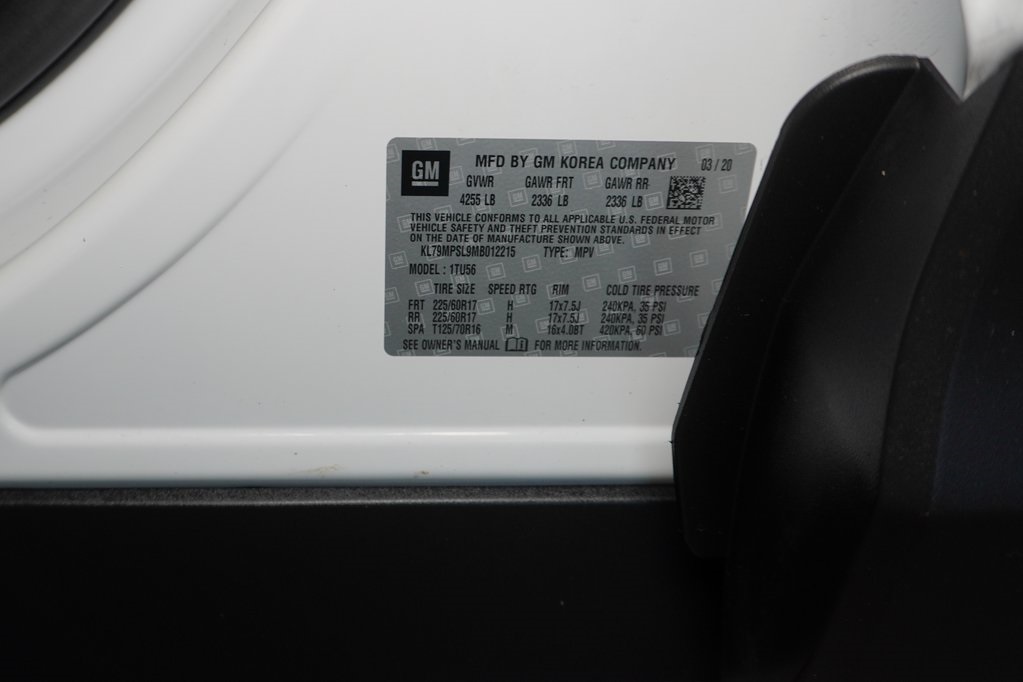 GM MFD BY GM KOREA COMPANY 03/20
GVWR GAWR FRT GAWR RR
4255 LB 2336 LB 2336 LB
THIS VEHICLE CONFORMS TO ALL APPLICABLE U.S. FEDERAL MOTOR
VEHICLE SAFETY AND THEFT PREVENTION STANDARDS IN EFFECT
ON THE DATE OF MANUFACTURE SHOWN ABOVE.
KL79MPSL9MB012215 TYPE: MPV
MODEL : 1TU56
TIRE SIZE SPEED RTG RIM COLD TIRE PRESSURE
FRT 225/60R17 H 17x7.5J 240KPA, 35 PSI
RR 225/60R17 H 17x7.5J 240KPA, 35 PSI
SPA T125/70R16 M 16x4.0BT 420KPA, 60 PSI
SEE OWNER'S MANUAL FOR MORE INFORMATION.